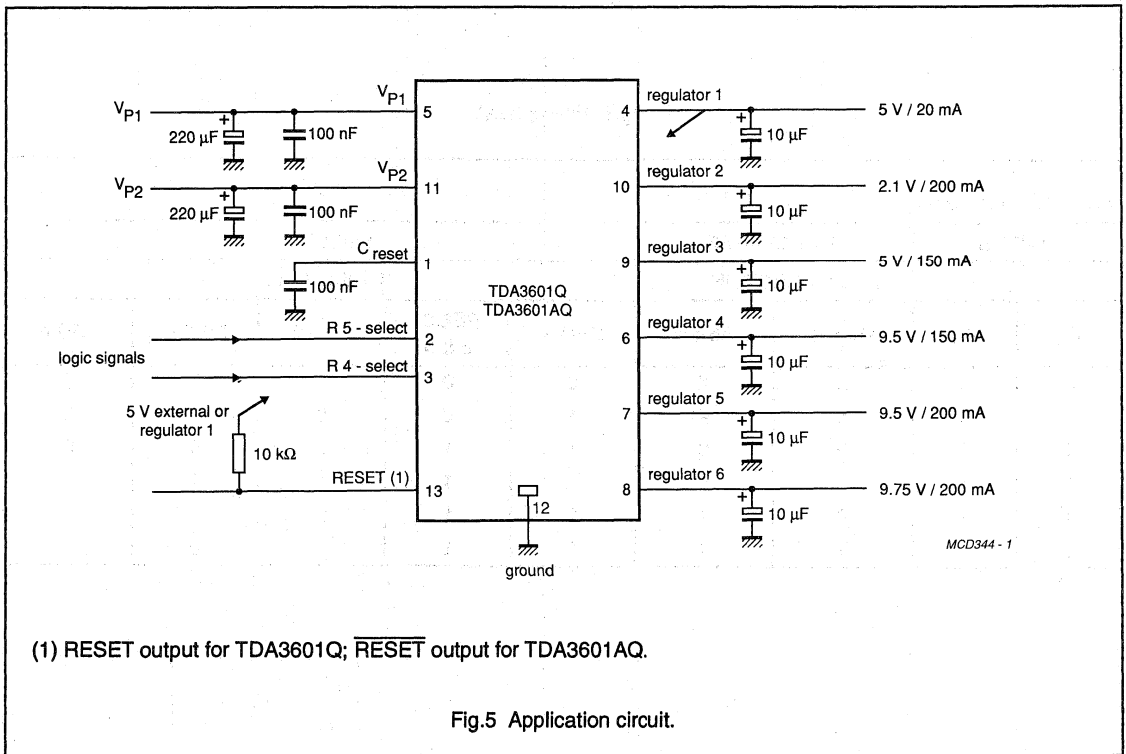 V P1
220 µF
100 nF
V P1
5
V P2
220 µF
100 nF
V P2
11
C reset
1
100 nF
logic signals
R 5 - select
2
R 4 - select
3
5 V external or
regulator 1
10 kΩ
RESET (1)
13
TDA3601Q
TDA3601AQ
12
ground
4
regulator 1
+
10 µF
5 V / 20 mA
10
regulator 2
+
10 µF
2.1 V / 200 mA
9
regulator 3
+
10 µF
5 V / 150 mA
6
regulator 4
+
10 µF
9.5 V / 150 mA
7
regulator 5
+
10 µF
9.5 V / 200 mA
8
regulator 6
+
10 µF
9.75 V / 200 mA
MCD344 - 1
(1) RESET output for TDA3601Q; R̅E̅S̅E̅T̅ output for TDA3601AQ.
Fig.5 Application circuit.